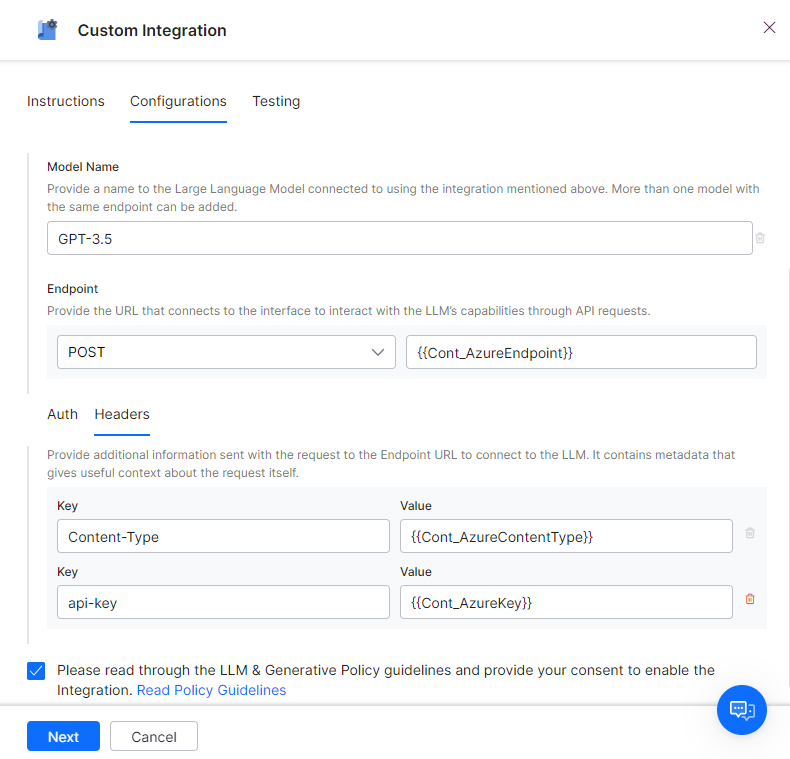 Custom Integration
Instructions
Configurations
Testing
Model Name
Provide a name to the Large Language Model connected to using the integration mentioned above. More than one model with
the same endpoint can be added.
GPT-3.5
Endpoint
Provide the URL that connects to the interface to interact with the LLM's capabilities through API requests.
POST
{{Cont_AzureEndpoint}}
Auth
Headers
Provide additional information sent with the request to the Endpoint URL to connect to the LLM. It contains metadata that
gives useful context about the request itself.
Key
Value
Content-Type
{{Cont_AzureContentType}}
Key
Value
api-key
{{Cont_AzureKey}}
Please read through the LLM & Generative Policy guidelines and provide your consent to enable the
Integration. Read Policy Guidelines
Next
Cancel